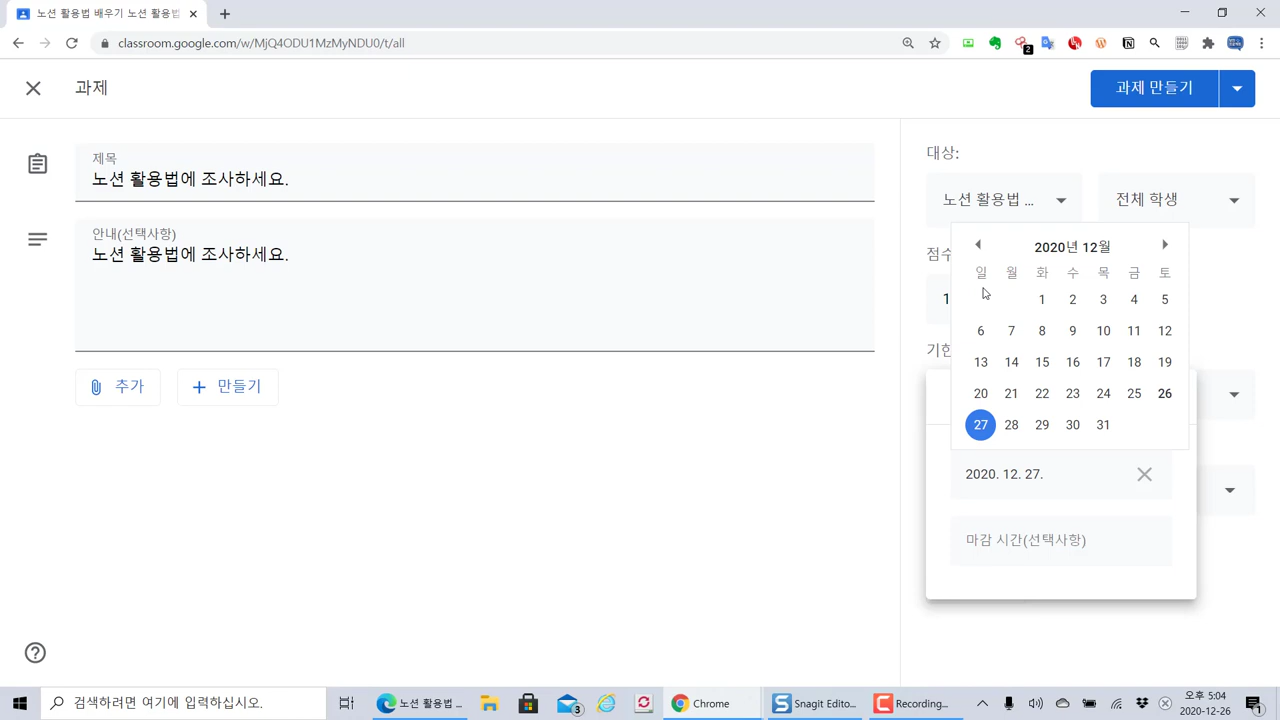 노션 활용법 배우기 노션 활용법
classroom.google.com/w/MjQ4ODU1MzMyNDU0/t/all
2
과제
과제 만들기
제목
노션 활용법에 조사하세요.
안내(선택사항)
노션 활용법에 조사하세요.
추가
만들기
대상:
노션 활용법 ...
전체 학생
점수
1
기한
2020년 12월
일 월 화 수 목 금 토
1 2 3 4 5
6 7 8 9 10 11 12
13 14 15 16 17 18 19
20 21 22 23 24 25 26
27 28 29 30 31
2020. 12. 27.
마감 시간(선택사항)
검색하려면 여기에 입력하십시오.
노션 활용법 ...
3
Chrome
Snagit Edito...
Recording...
오후 5:04
2020-12-26
1